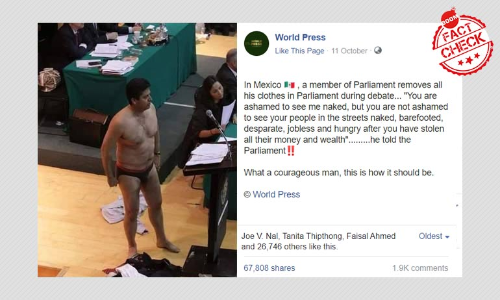 World Press
Like This Page · 11 October ·
BOOM
FACT
CHECK
In Mexico 🇲🇽 , a member of Parliament removes all
his clothes in Parliament during debate... "You are
ashamed to see me naked, but you are not ashamed
to see your people in the streets naked, barefooted,
desparate, jobless and hungry after you have stolen
all their money and wealth".........he told the
Parliament‼️
What a courageous man, this is how it should be.
© World Press
Joe V. Nal, Tanita Thipthong, Faisal Ahmed
and 26,746 others like this.
Oldest
67,808 shares
1.9K comments